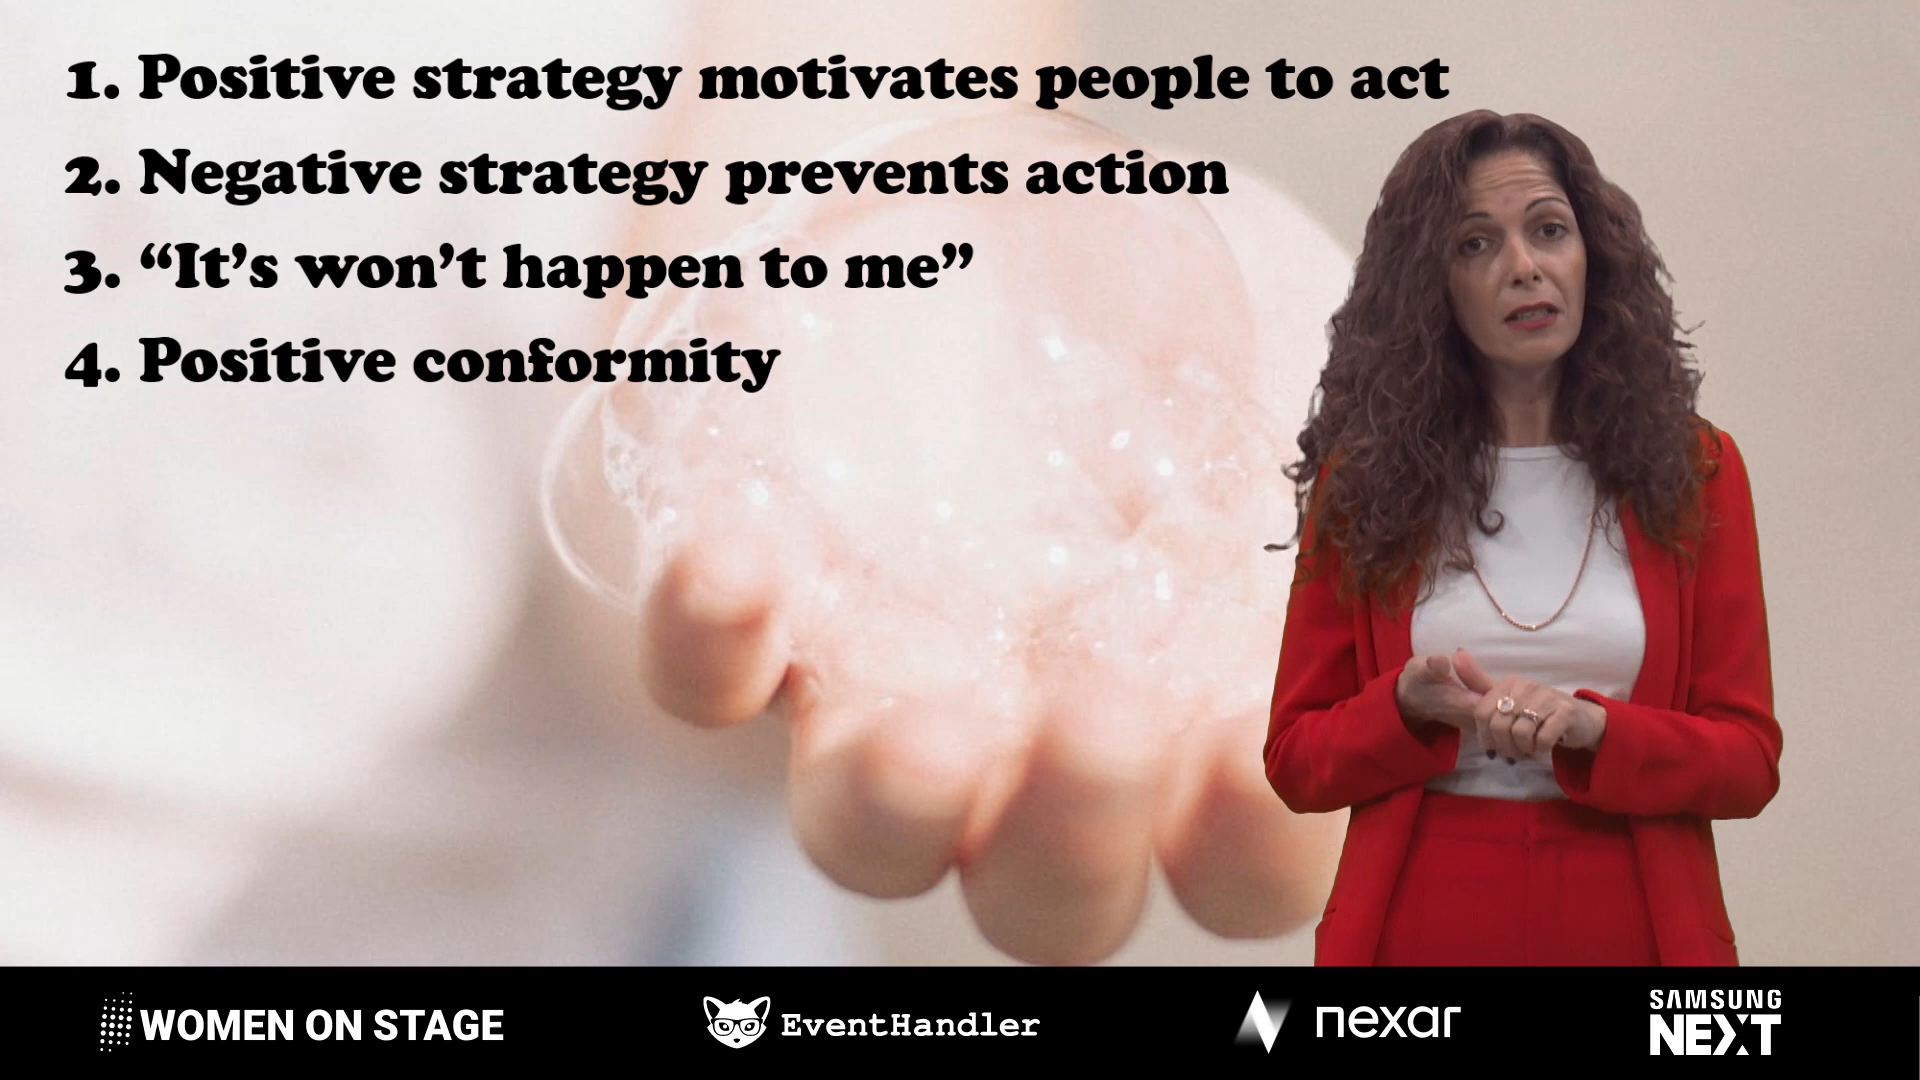 1. Positive strategy motivates people to act
2. Negative strategy prevents action
3. “It’s won’t happen to me”
4. Positive conformity
WOMEN ON STAGE
EventHandler
nexar
SAMSUNG
NEXT